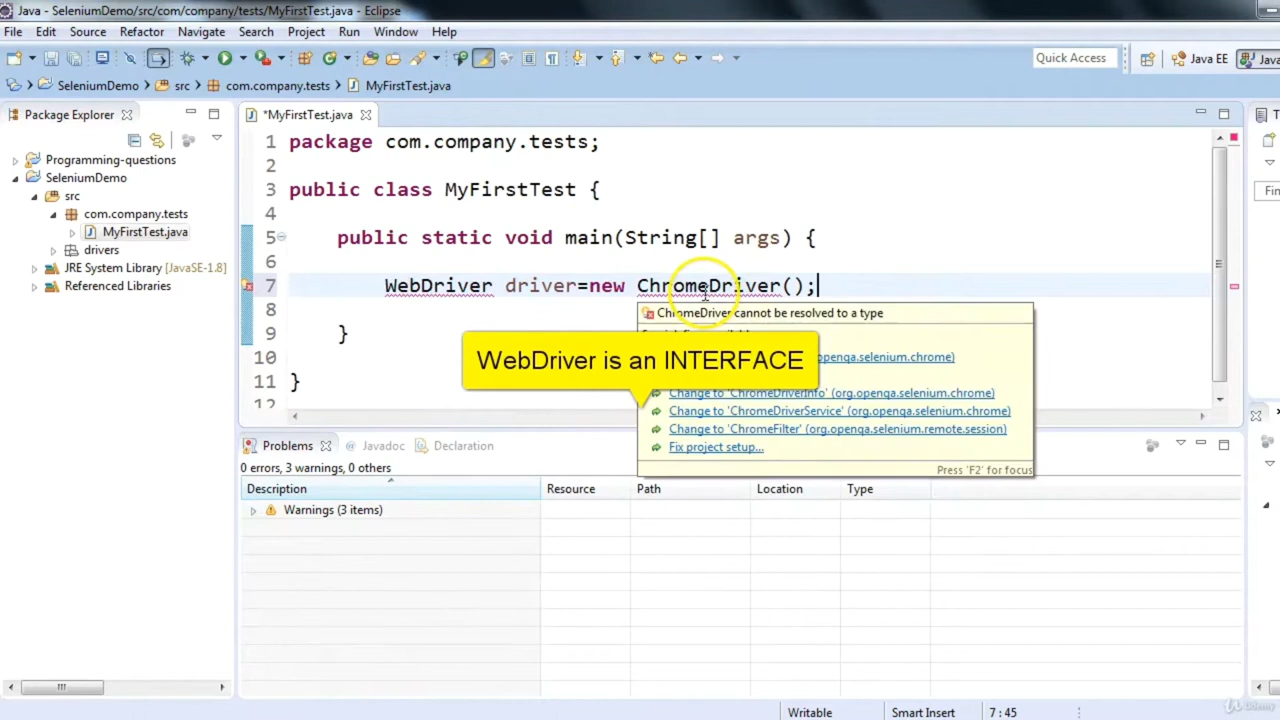 Java - SeleniumDemo/src/com/company/tests/MyFirstTest.java - Eclipse
File Edit Source Refactor Navigate Search Project Run Window Help
Quick Access Java EE Java
SeleniumDemo src com.company.tests MyFirstTest.java
Package Explorer
Programming-questions
SeleniumDemo
src
com.company.tests
MyFirstTest.java
drivers
JRE System Library [JavaSE-1.8]
Referenced Libraries
*MyFirstTest.java
1 package com.company.tests;
2
3 public class MyFirstTest {
4
5 public static void main(String[] args) {
6
7 WebDriver driver=new ChromeDriver();
8
9 }
10
11 }
12
ChromeDriver cannot be resolved to a type
WebDriver is an INTERFACE
openqa.selenium.chrome)
Change to 'ChromeDriverInfo' (org.openqa.selenium.chrome)
Change to 'ChromeDriverService' (org.openqa.selenium.chrome)
Change to 'ChromeFilter' (org.openqa.selenium.remote.session)
Fix project setup...
Press 'F2' for focus
Problems Javadoc Declaration
0 errors, 3 warnings, 0 others
Description Resource Path Location Type
Warnings (3 items)
Writable Smart Insert 7 : 45
Udemy